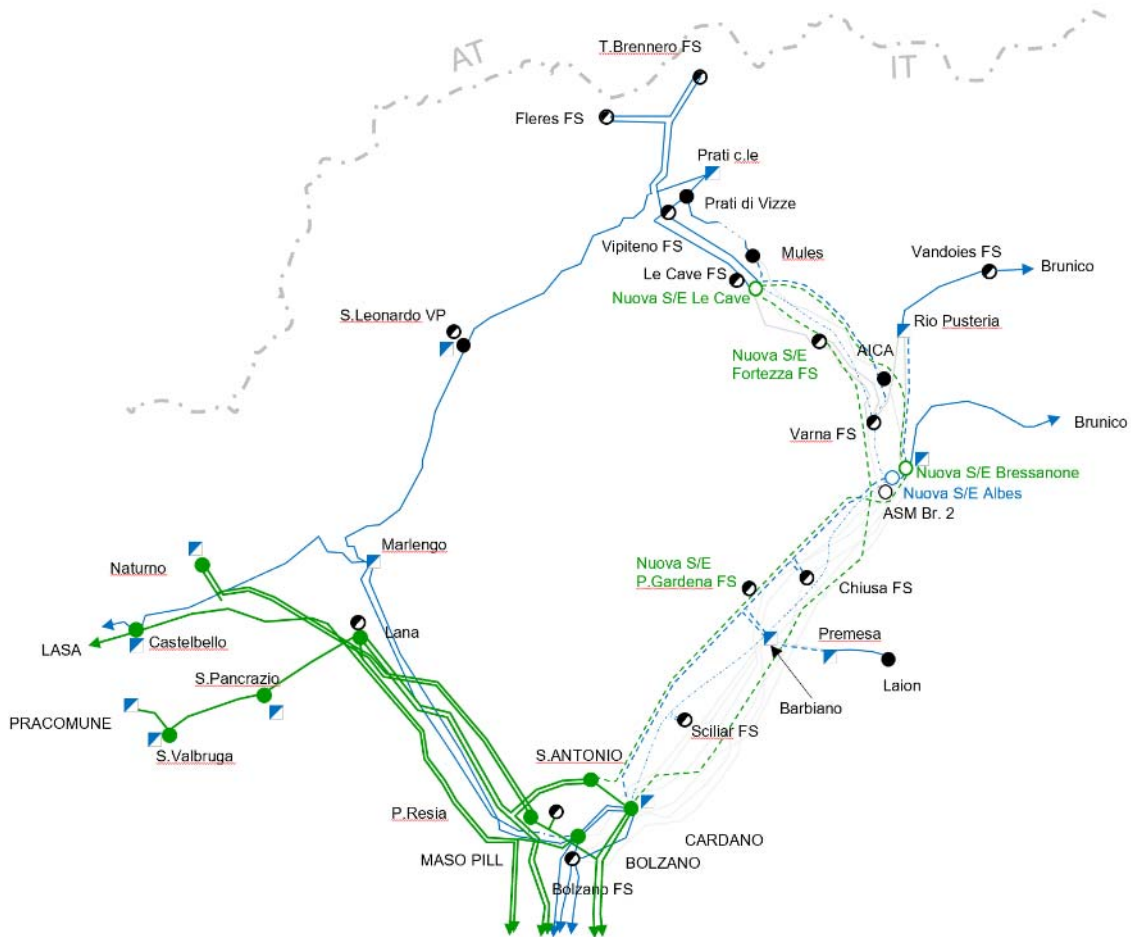 T.Brennero FS
AT
IT
Fleres FS
Prati c.le
Prati di Vizze
Vipiteno FS
Mules
Vandoies FS
Brunico
Le Cave FS
Nuova S/E Le Cave
S.Leonardo VP
Rio Pusteria
Nuova S/E
Fortezza FS
AICA
Varna FS
Brunico
Nuova S/E Bressanone
Nuova S/E Albes
ASM Br. 2
Marlengo
Naturno
Nuova S/E
P.Gardena FS
Chiusa FS
Lana
Castelbello
LASA
Premesa
S.Pancrazio
Laion
Barbiano
PRACOMUNE
Sciliar FS
S.Valbruga
S.ANTONIO
P.Resia
CARDANO
MASO PILL
BOLZANO
Bolzano FS